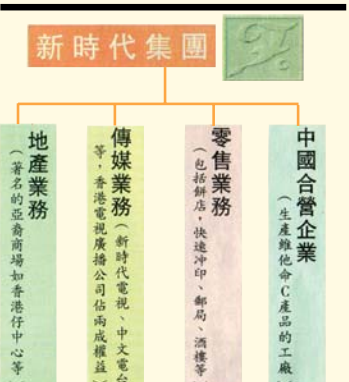 新時代集團
中國合營企業
（生產維他命C產品的工廠
零售業務
（包括餅店，快速冲印、郵局、酒樓等
傳媒業務（新時代電視、中文電台
等，香港電視廣播公司佔兩成權益
地產業務
（著名的亞裔商場如香港仔中心等